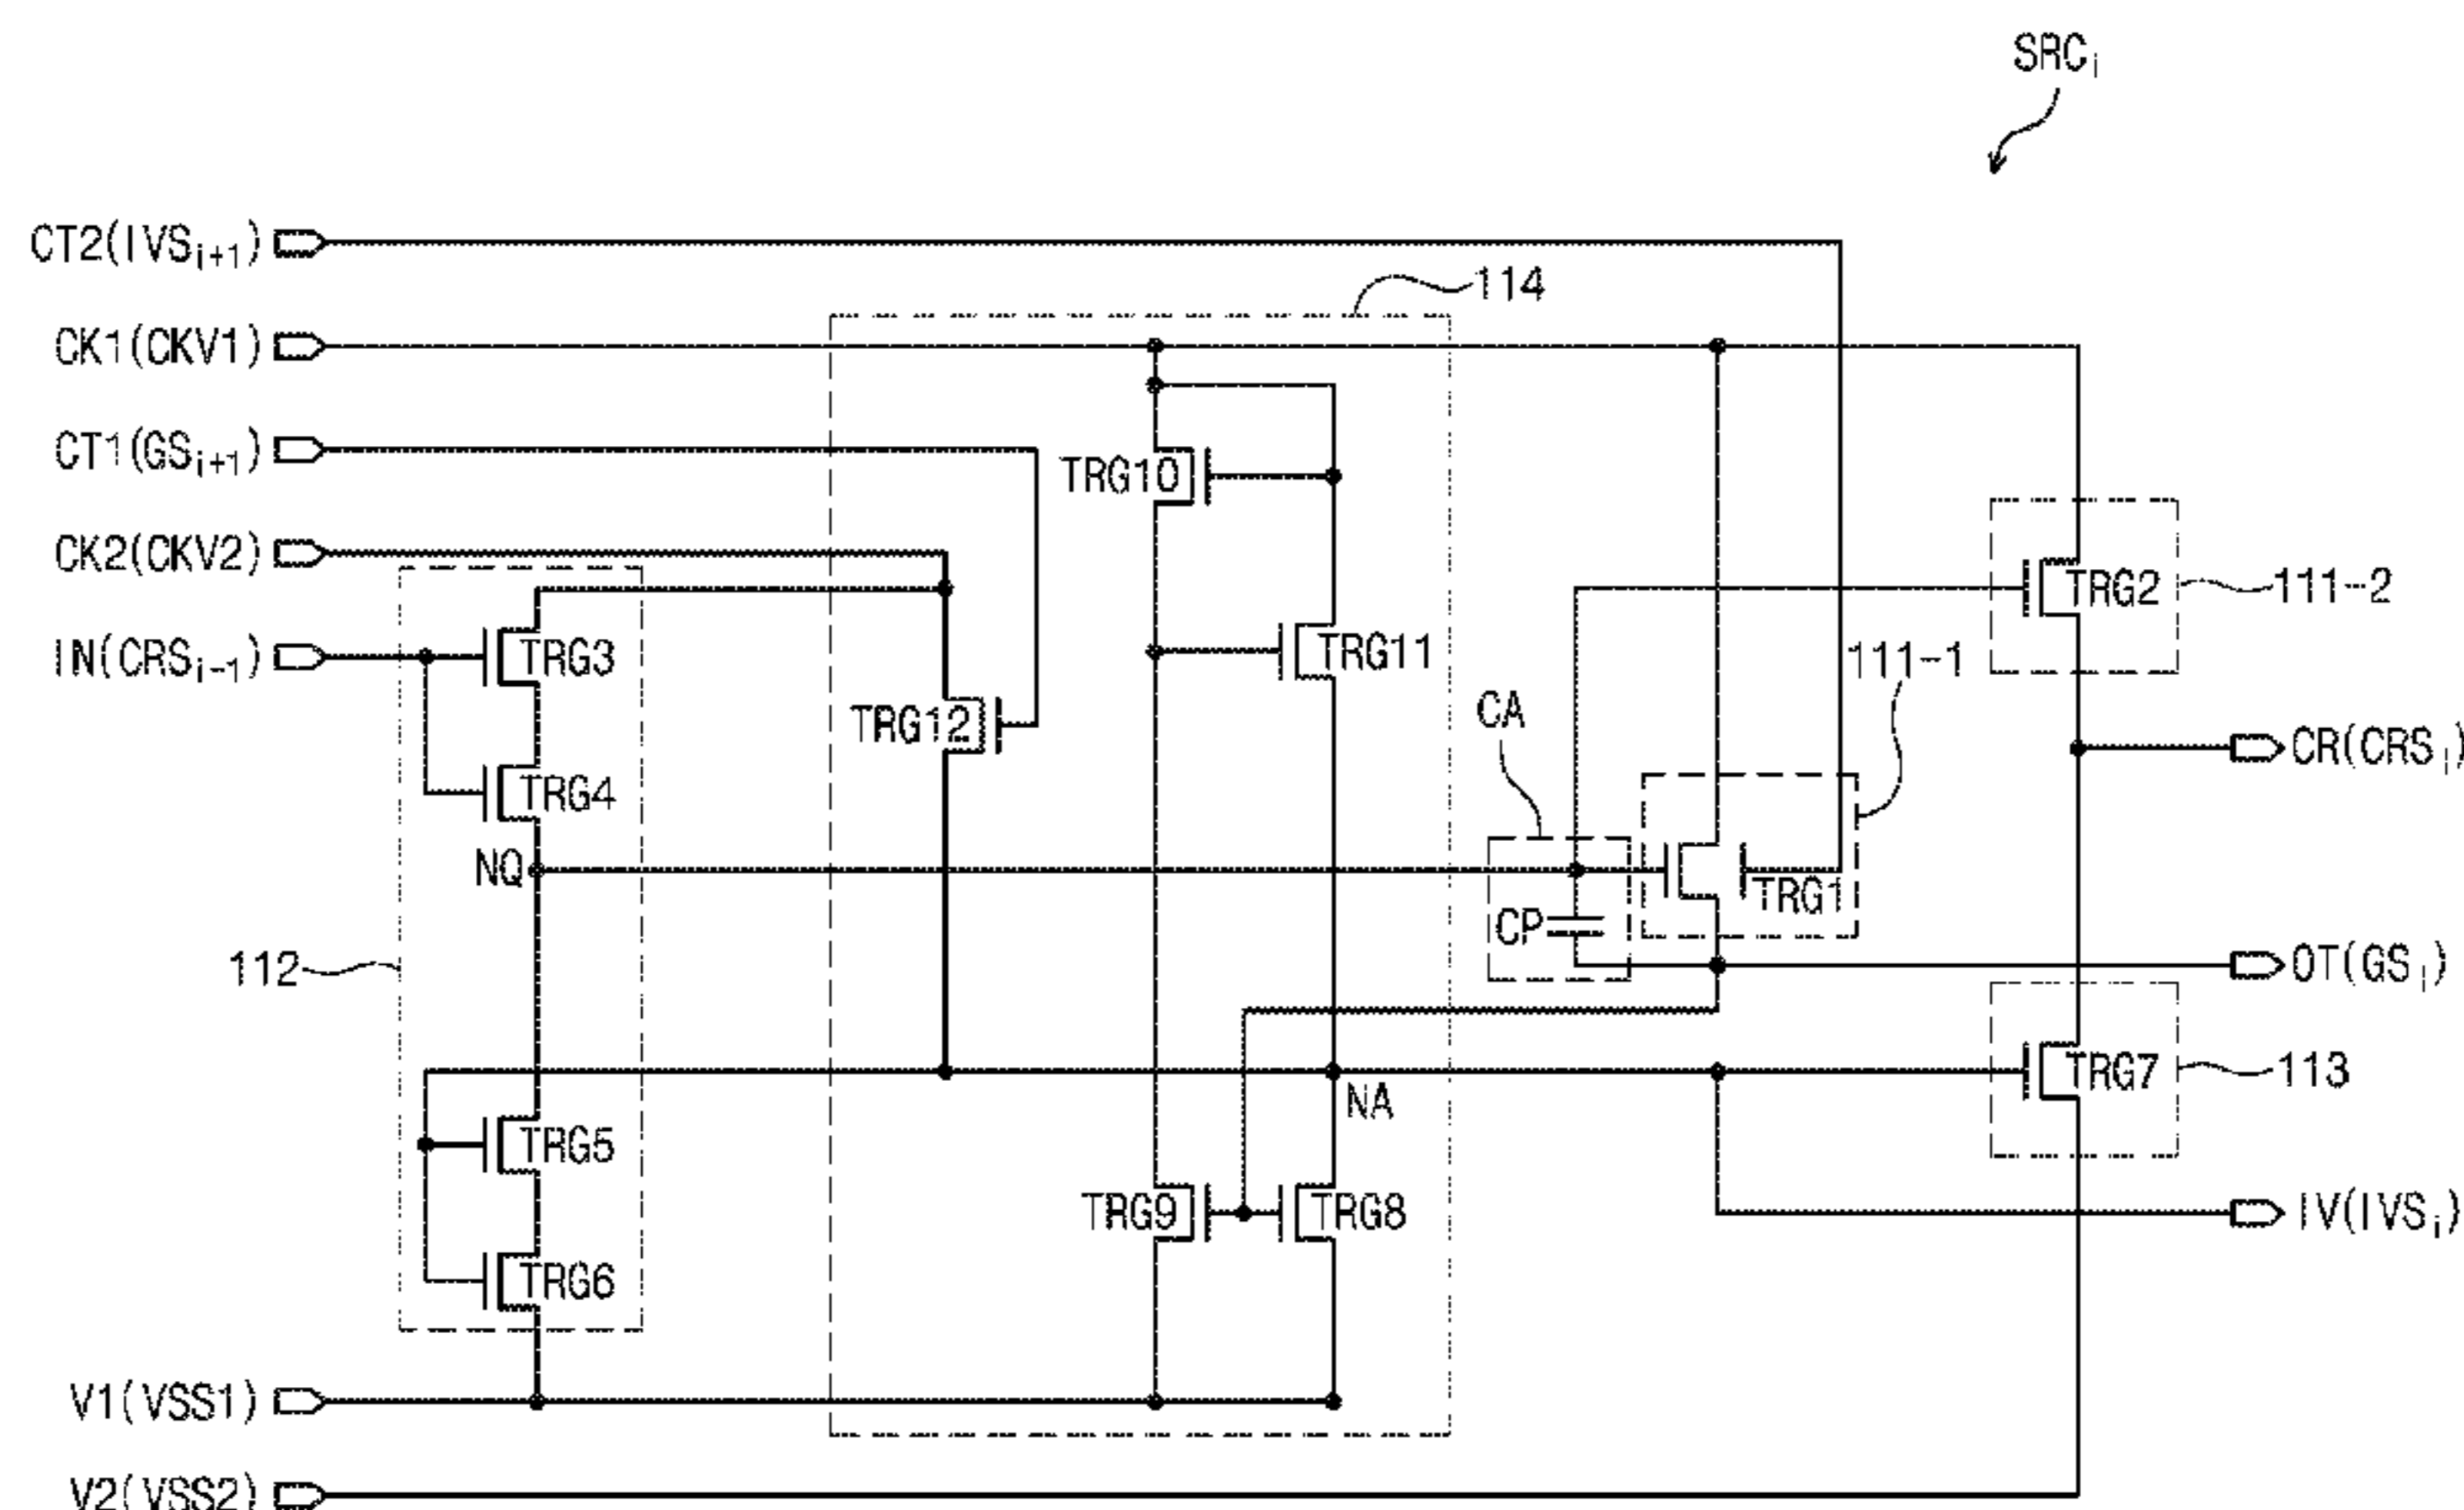 SRCi
CT2(IVSi+1)
114
CK1(CKV1)
CT1(GSi+1)
TRG10
CK2(CKV2)
TRG2
111-2
IN(CRSi-1)
TRG3
TRG11
111-1
CA
TRG12
CR(CRSi)
TRG4
NQ
TRG1
CP
112
OT(GSi)
TRG7
113
NA
TRG5
TRG9
TRG8
IV(IVSi)
TRG6
V1(VSS1)
V2(VSS2)